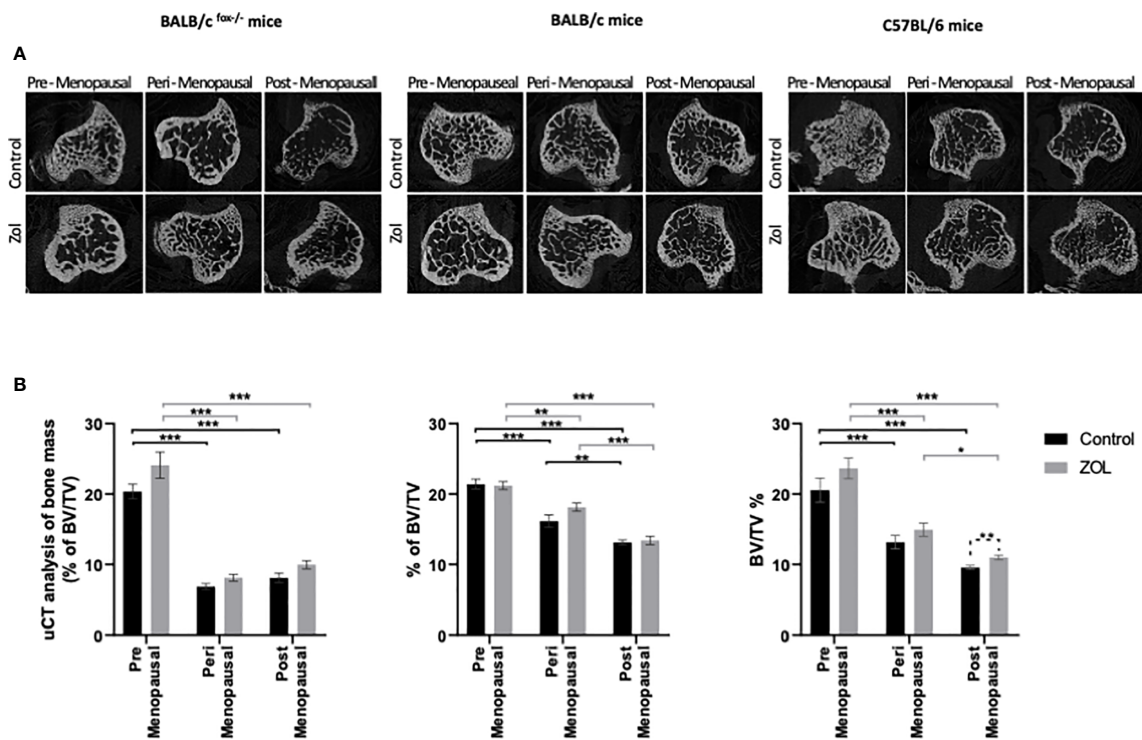 BALB/c fox-/- mice
BALB/c mice
C57BL/6 mice
A
Pre - Menopausal Peri - Menopausal Post - Menopausall
Pre - Menopauseal Peri - Menopausal Post - Menopausal
Pre - Menopausal Peri - Menopausal Post - Menopausal
Control
Zol
Control
Zol
Control
Zol
B
uCT analysis of bone mass
(% of BV/TV)
30
20
10
0
***
***
***
***
Pre
Menopausal
Peri
Menopausal
Post
Menopausal
% of BV/TV
30
20
10
0
***
**
***
***
***
**
Pre
Menopausal
Peri
Menopausal
Post
Menopausal
BV/TV %
30
20
10
0
***
***
***
***
*
**
Pre
Menopausal
Peri
Menopausal
Post
Menopausal
Control
ZOL